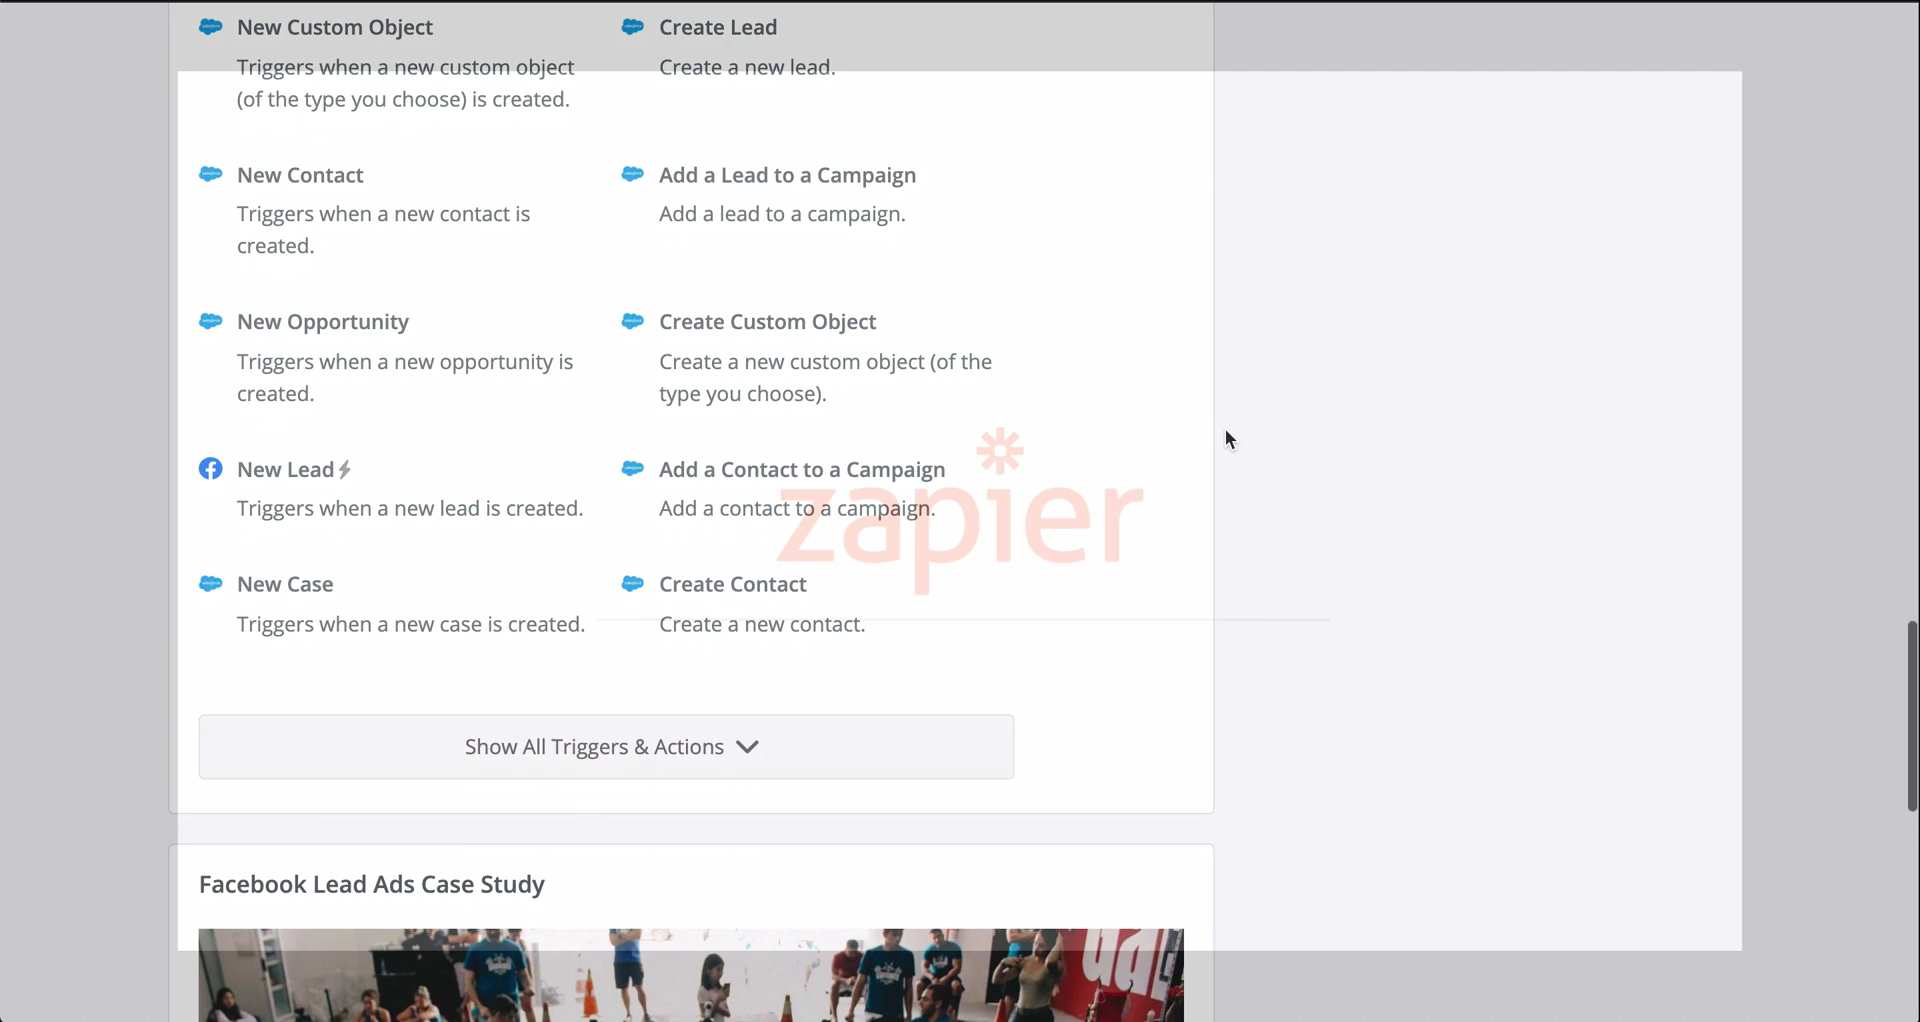 New Custom Object
Triggers when a new custom object
(of the type you choose) is created.
Create Lead
Create a new lead.
New Contact
Triggers when a new contact is
created.
Add a Lead to a Campaign
Add a lead to a campaign.
New Opportunity
Triggers when a new opportunity is
created.
Create Custom Object
Create a new custom object (of the
type you choose).
New Lead
Triggers when a new lead is created.
Add a Contact to a Campaign
Add a contact to a campaign.
zapier
New Case
Triggers when a new case is created.
Create Contact
Create a new contact.
Show All Triggers & Actions
Facebook Lead Ads Case Study